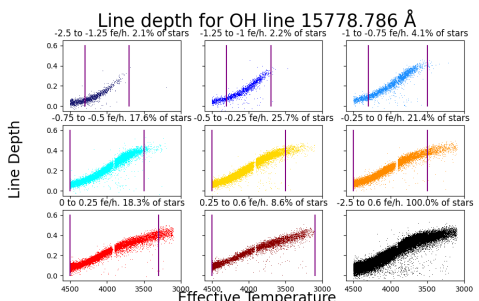 Line depth for OH line 15778.786 Å
-2.5 to -1.25 fe/h. 2.1% of stars
-1.25 to -1 fe/h. 2.2% of stars
-1 to -0.75 fe/h. 4.1% of stars
0.6
0.4
0.2
0.0
-0.75 to -0.5 fe/h. 17.6% of stars
-0.5 to -0.25 fe/h. 25.7% of stars
-0.25 to 0 fe/h. 21.4% of stars
Line Depth
0.6
0.4
0.2
0.0
0 to 0.25 fe/h. 18.3% of stars
0.25 to 0.6 fe/h. 8.6% of stars
-2.5 to 0.6 fe/h. 100.0% of stars
0.6
0.4
0.2
0.0
4500 4000 3500 3000
4500 4000 3500 3000
4500 4000 3500 3000
Effective Temperature